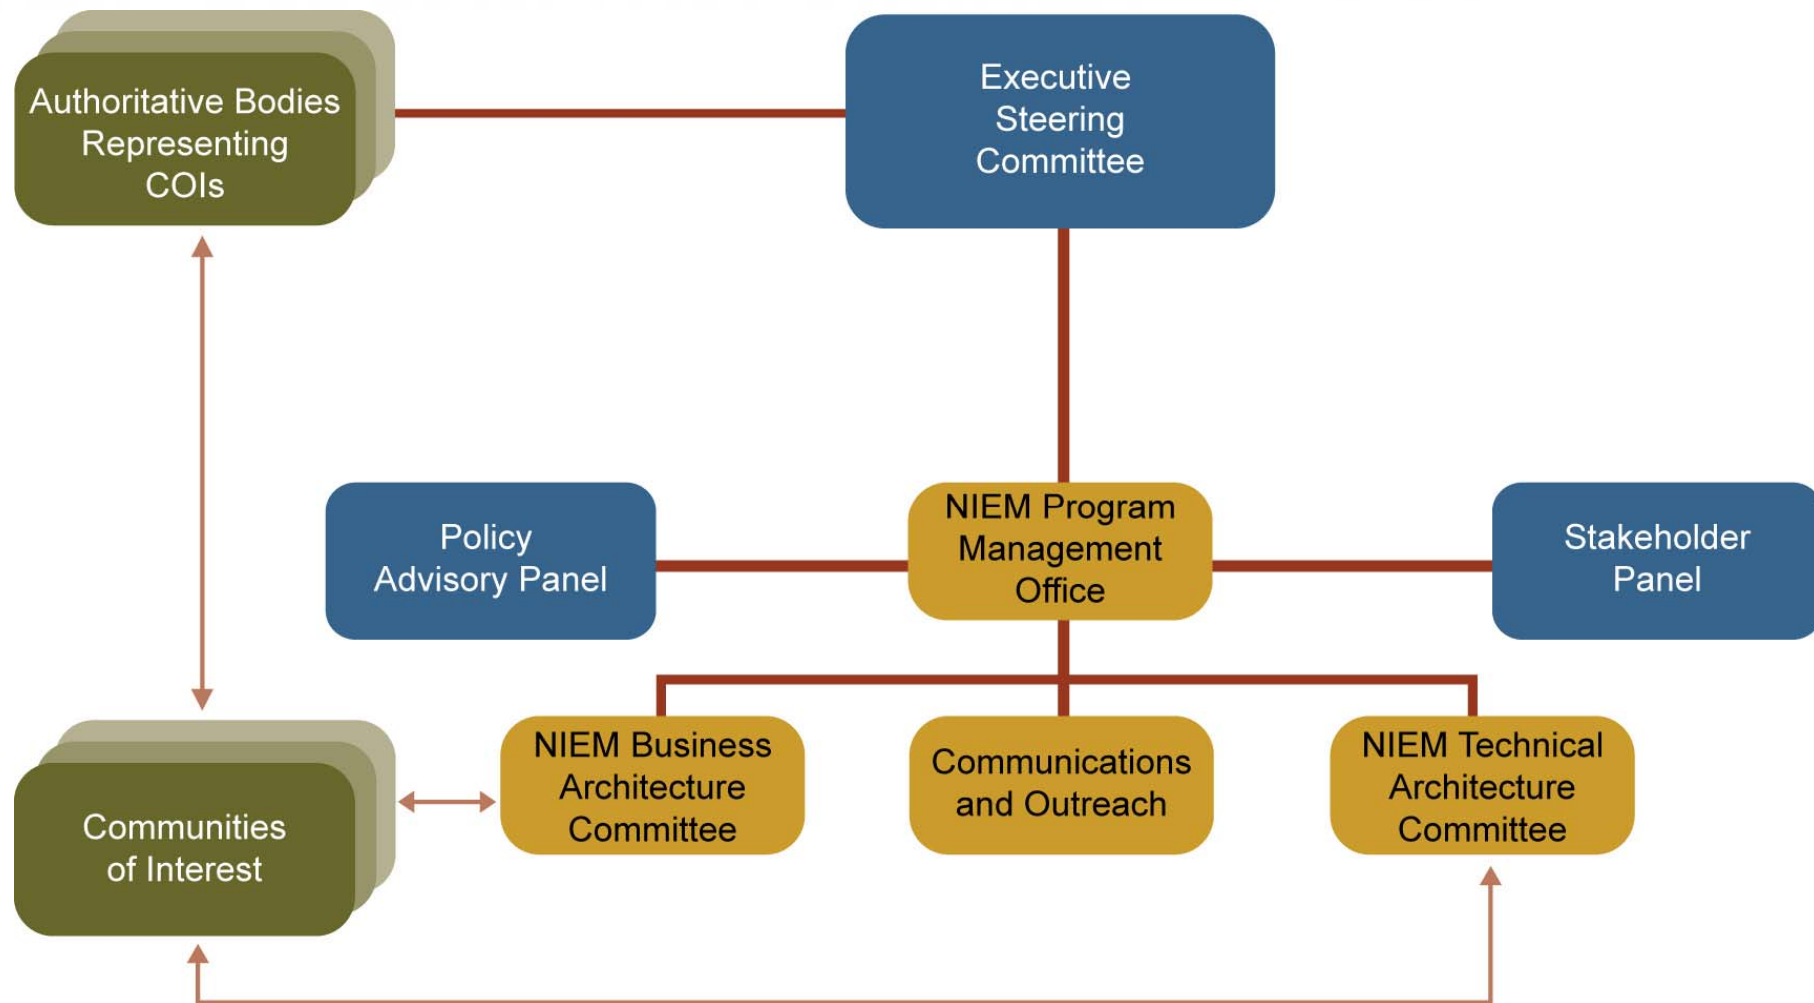 Authoritative Bodies
Representing
COIs
Executive
Steering
Committee
Policy
Advisory Panel
NIEM Program
Management
Office
Stakeholder
Panel
Communities
of Interest
NIEM Business
Architecture
Committee
Communications
and Outreach
NIEM Technical
Architecture
Committee